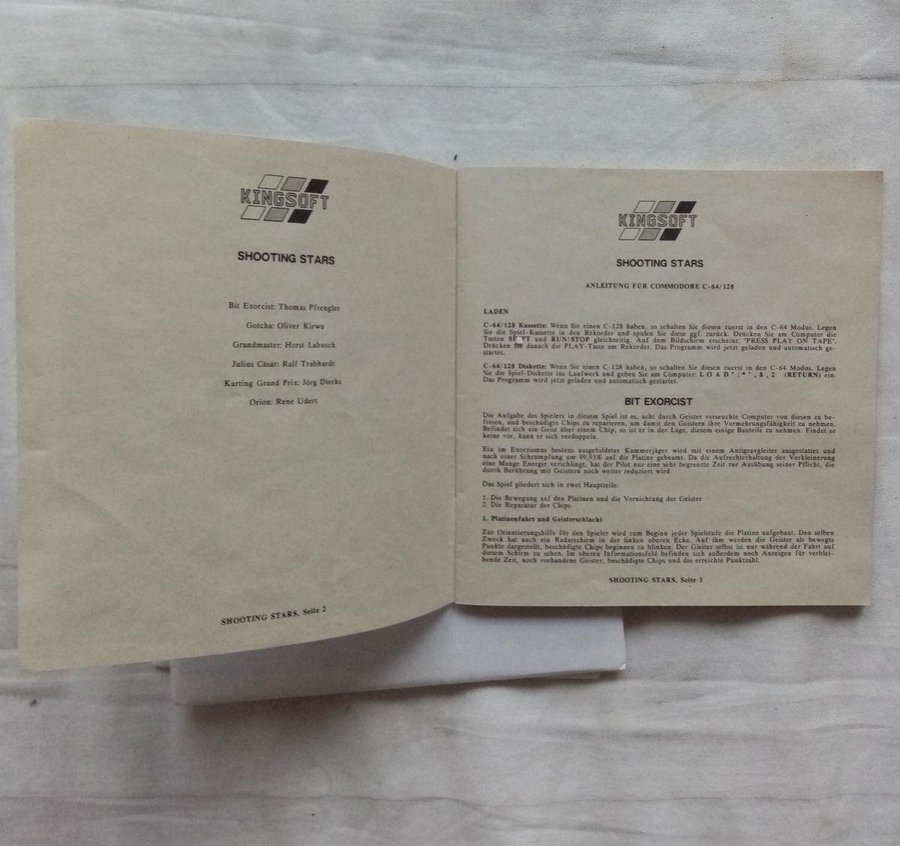 KINGSOFT
SHOOTING STARS
Bit Exorcist: Thomas Pfrengler
Gotcha: Oliver Kirwa
Grandmaster: Horst Labusch
Julius Cäsar: Ralf Trabhardt
Karting Grand Prix: Jörg Dierks
Orion: Rene Udert
SHOOTING STARS, Seite 2
KINGSOFT
SHOOTING STARS
ANLEITUNG FÜR COMMODORE C-64/128
LADEN
C-64/128 Kassette: Wenn Sie einen C-128 haben, so schalten Sie diesen zuerst in den C-64 Modus. Legen
Sie die Spiel-Kassette in den Rekorder und spulen Sie diese ggf. zurück. Drücken Sie am Computer die
Tasten und RUN/STOP gleichzeitig. Auf dem Bildschirm erscheint: "PRESS PLAY ON TAPE".
Drücken Sie danach die PLAY-Taste am Rekorder. Das Programm wird jetzt geladen und automatisch ge-
startet.
C-64/128 Diskette: Wenn Sie einen C-128 haben, so schalten Sie diesen zuerst in den C-64 Modus. Legen
Sie die Spiel-Diskette ins Laufwerk und geben Sie am Computer: LOAD":*",8,2 (RETURN) ein.
Das Programm wird jetzt geladen und automatisch gestartet.
BIT EXORCIST
Die Aufgabe des Spielers in diesem Spiel ist es, acht durch Geister verseuchte Computer von diesen zu be-
freien, und beschädigte Chips zu reparieren, um damit den Geistern ihre Vermehrungsfähigkeit zu nehmen.
Befindet sich ein Geist über einem Chip, so ist er in der Lage, diesem einige Bauteile zu nehmen. Findet er
keine vor, kann er sich verdoppeln.
Ein im Exorzismus bestens ausgebildeter Kammerjäger wird mit einem Antigravgleiter ausgestattet und
nach einer Schrumpfung um 99,93% auf die Platine gebeamt. Da die Aufrechterhaltung der Verkleinerung
eine Menge Energie verschlingt, hat der Pilot nur eine sehr begrenzte Zeit zur Ausübung seiner Pflicht, die
durch Berührung mit Geistern noch weiter reduziert wird.
Das Spiel gliedert sich in zwei Hauptteile:
1. Die Bewegung auf den Platinen und die Vernichtung der Geister
2. Die Reparatur der Chips
1. Platinenfahrt und Geisterschlacht
Zur Orientierungshilfe für den Spieler wird zum Beginn jeder Spielstufe die Platine aufgebaut. Den selben
Zweck hat auch ein Radarschirm in der linken oberen Ecke. Auf ihm werden die Geister als bewegte
Punkte dargestellt, beschädigte Chips beginnen zu blinken. Der Gleiter selbst ist nur während der Fahrt auf
diesem Schirm zu sehen. Im oberen Informationsfeld befinden sich außerdem noch Anzeigen für verblei-
bende Zeit, noch vorhandene Geister, beschädigte Chips und die erreichte Punktzahl.
SHOOTING STARS, Seite 3